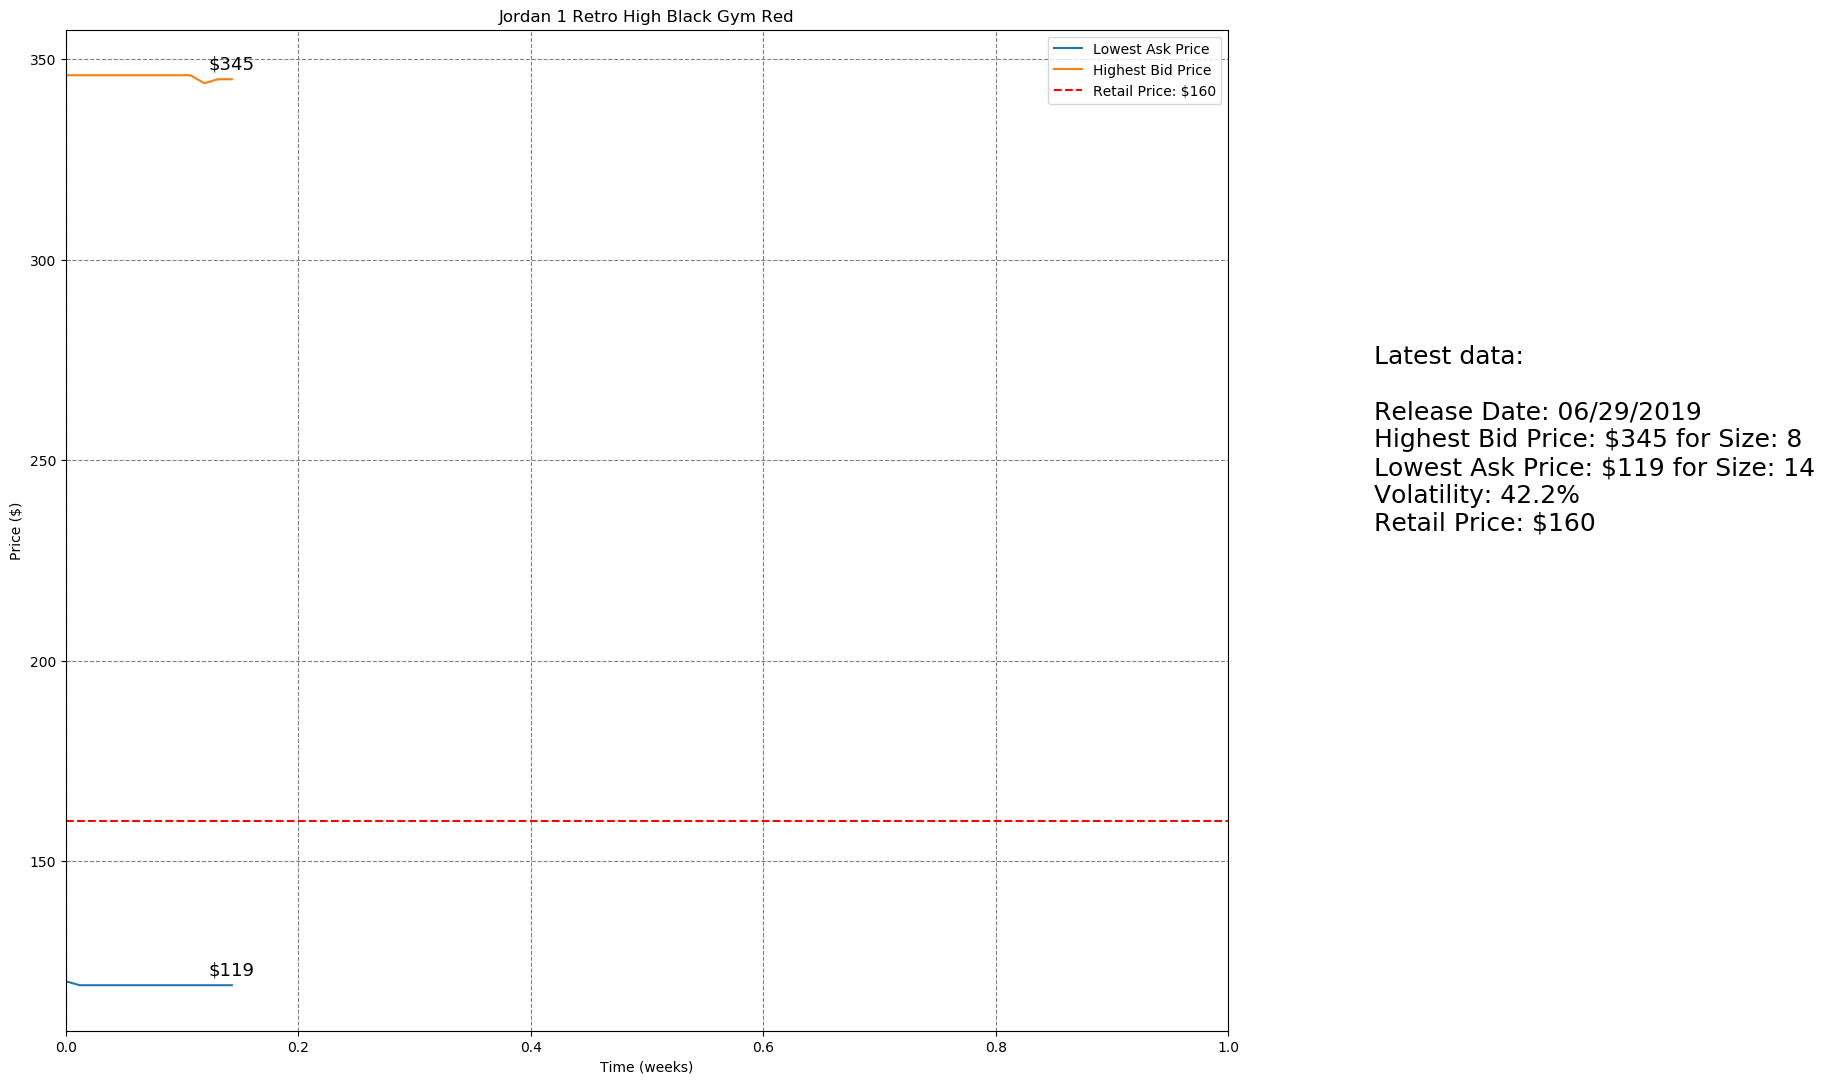 Jordan 1 Retro High Black Gym Red
350
300
250
200
150
Price ($)
$345
$119
Lowest Ask Price
Highest Bid Price
Retail Price: $160
0.0 0.2 0.4 0.6 0.8 1.0
Time (weeks)
Latest data:
Release Date: 06/29/2019
Highest Bid Price: $345 for Size: 8
Lowest Ask Price: $119 for Size: 14
Volatility: 42.2%
Retail Price: $160